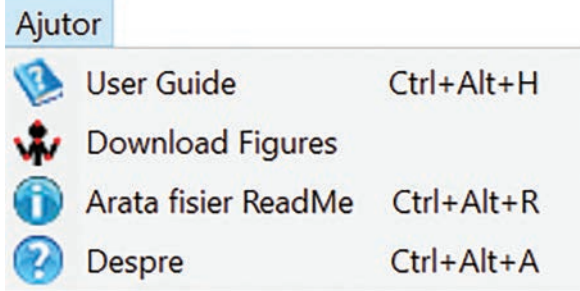 Ajutor
User Guide Ctrl+Alt+H
Download Figures
Arata fisier ReadMe Ctrl+Alt+R
Despre Ctrl+Alt+A